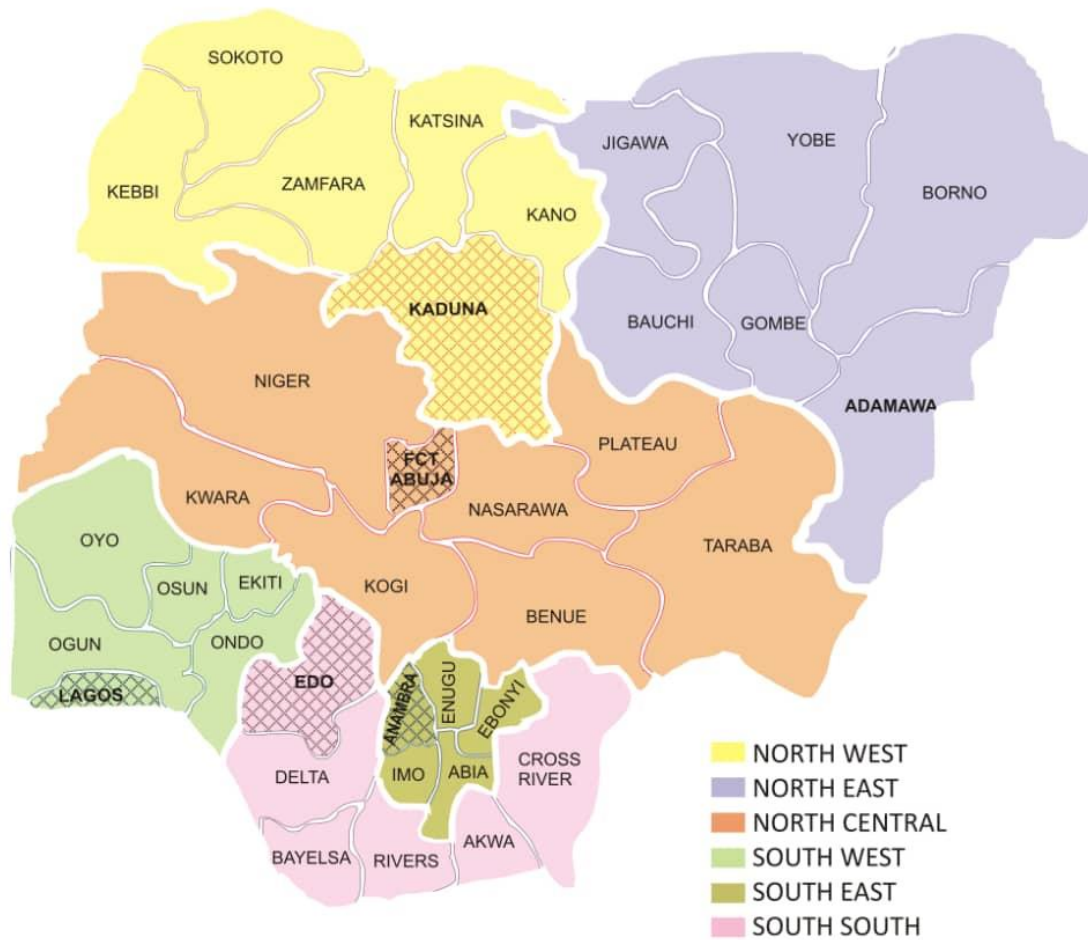 SOKOTO
KATSINA
JIGAWA
YOBE
BORNO
KEBBI
ZAMFARA
KANO
KADUNA
BAUCHI
GOMBE
NIGER
ADAMAWA
PLATEAU
FCT
ABUJA
KWARA
NASARAWA
TARABA
OYO
OSUN
EKITI
KOGI
BENUE
OGUN
ONDO
LAGOS
EDO
ANAMBRA
ENUGU
EBONYI
DELTA
IMO
ABIA
CROSS
RIVER
BAYELSA
RIVERS
AKWA
NORTH WEST
NORTH EAST
NORTH CENTRAL
SOUTH WEST
SOUTH EAST
SOUTH SOUTH